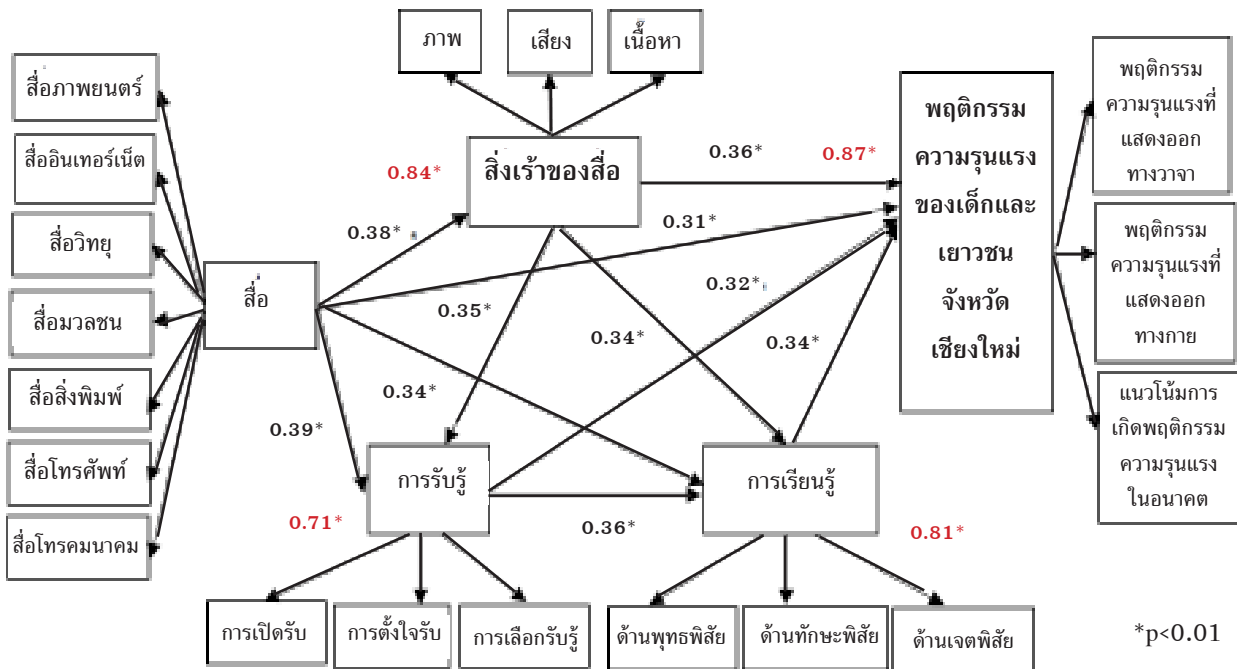 ภาพ
เสียง
เนื้อหา
สื่อภาพยนตร์
สื่ออินเทอร์เน็ต
สื่อวิทยุ
สื่อมวลชน
สื่อสิ่งพิมพ์
สื่อโทรศัพท์
สื่อโทรคมนาคม
สื่อ
สิ่งเร้าของสื่อ
0.84*
0.36*
0.87*
0.38*
0.31*
0.35*
0.32*
0.34*
0.34*
0.34*
0.39*
การรับรู้
การเรียนรู้
0.71*
0.36*
0.81*
การเปิดรับ
การตั้งใจรับ
การเลือกรับรู้
ด้านพุทธพิสัย
ด้านทักษะพิสัย
ด้านเจตพิสัย
พฤติกรรม
ความรุนแรง
ของเด็กและ
เยาวชน
จังหวัด
เชียงใหม่
พฤติกรรม
ความรุนแรงที่
แสดงออก
ทางวาจา
พฤติกรรม
ความรุนแรงที่
แสดงออก
ทางกาย
แนวโน้มการ
เกิดพฤติกรรม
ความรุนแรง
ในอนาคต
*p<0.01